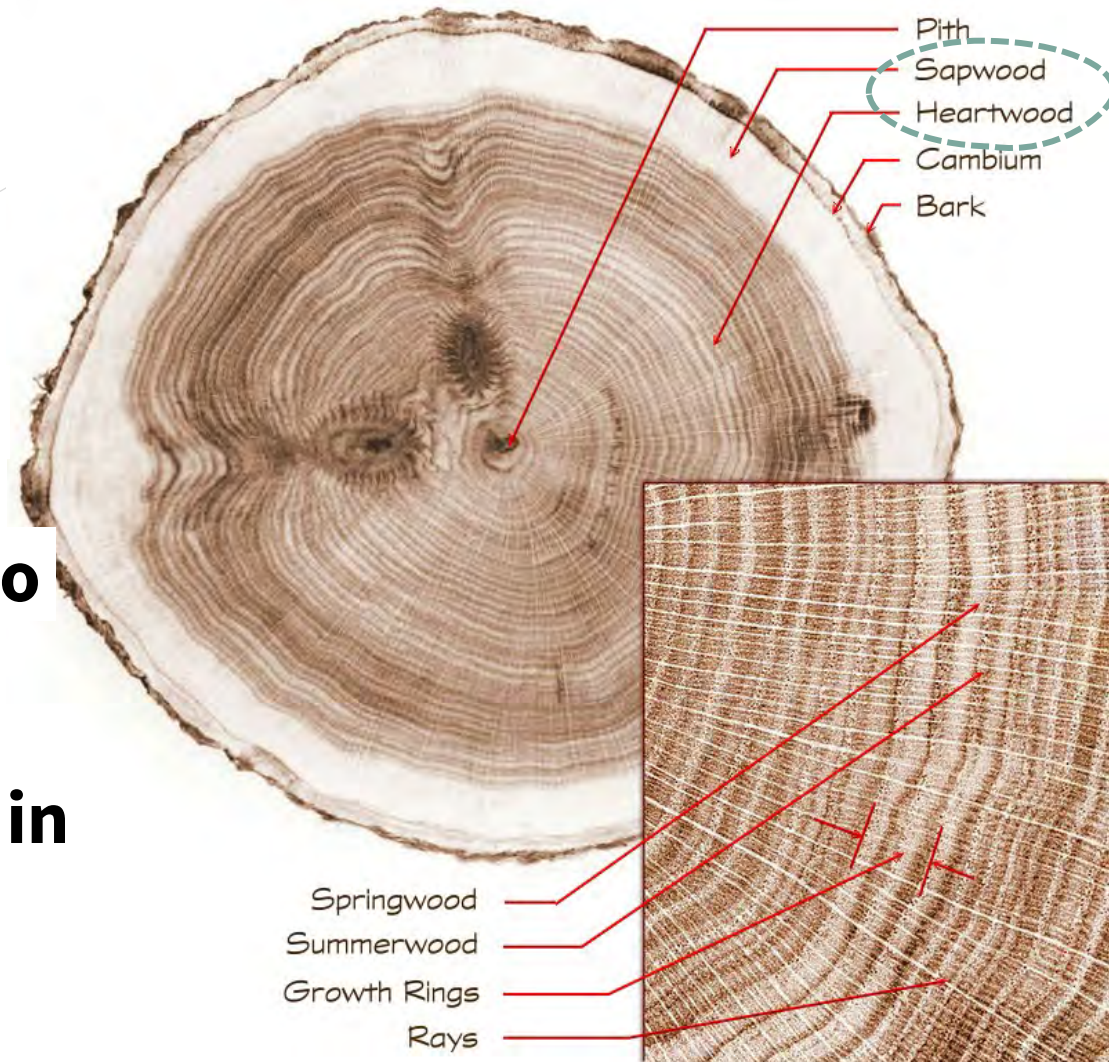 Pith
Sapwood
Heartwood
Cambium
Bark
o
in
Springwood
Summerwood
Growth Rings
Rays